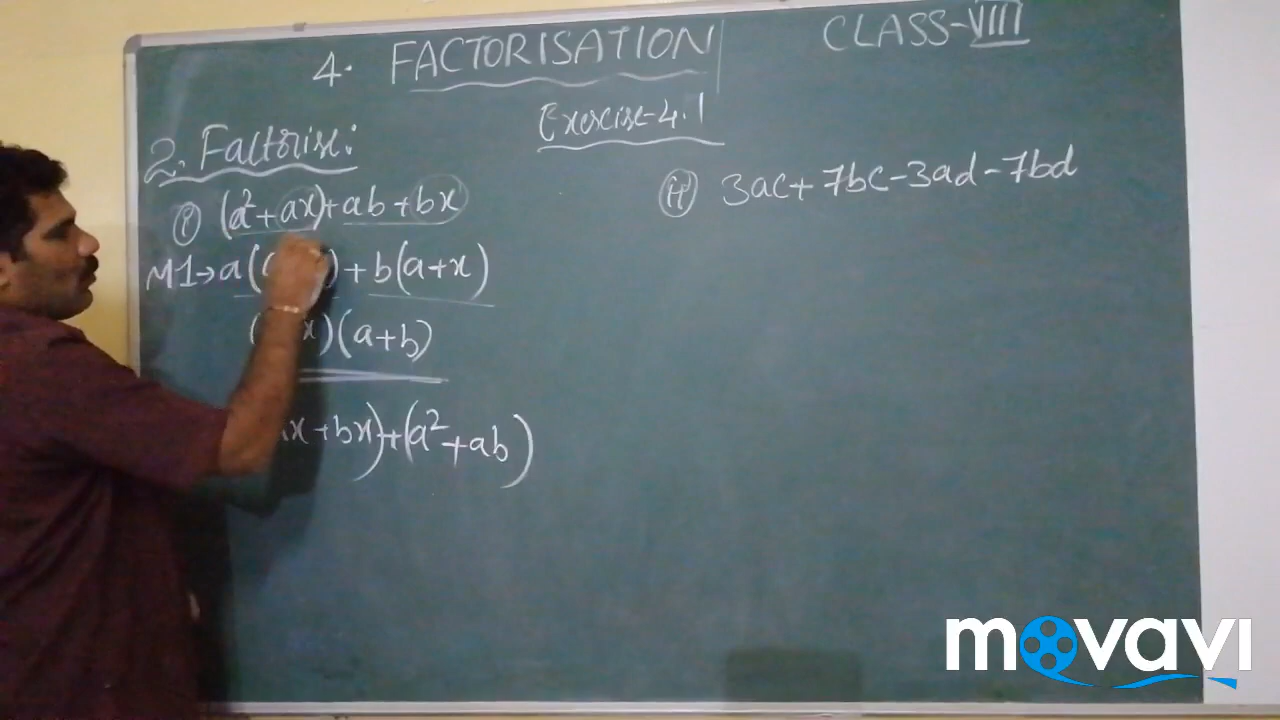 4. FACTORISATION
CLASS-VIII
Exercise-4.1
2. Factorise:
(i) (a²+ax)+ab+bx
M1→a( )+b(a+x)
( x)(a+b)
x+bx)+(a²+ab)
(ii) 3ac+7bc-3ad-7bd
movavi